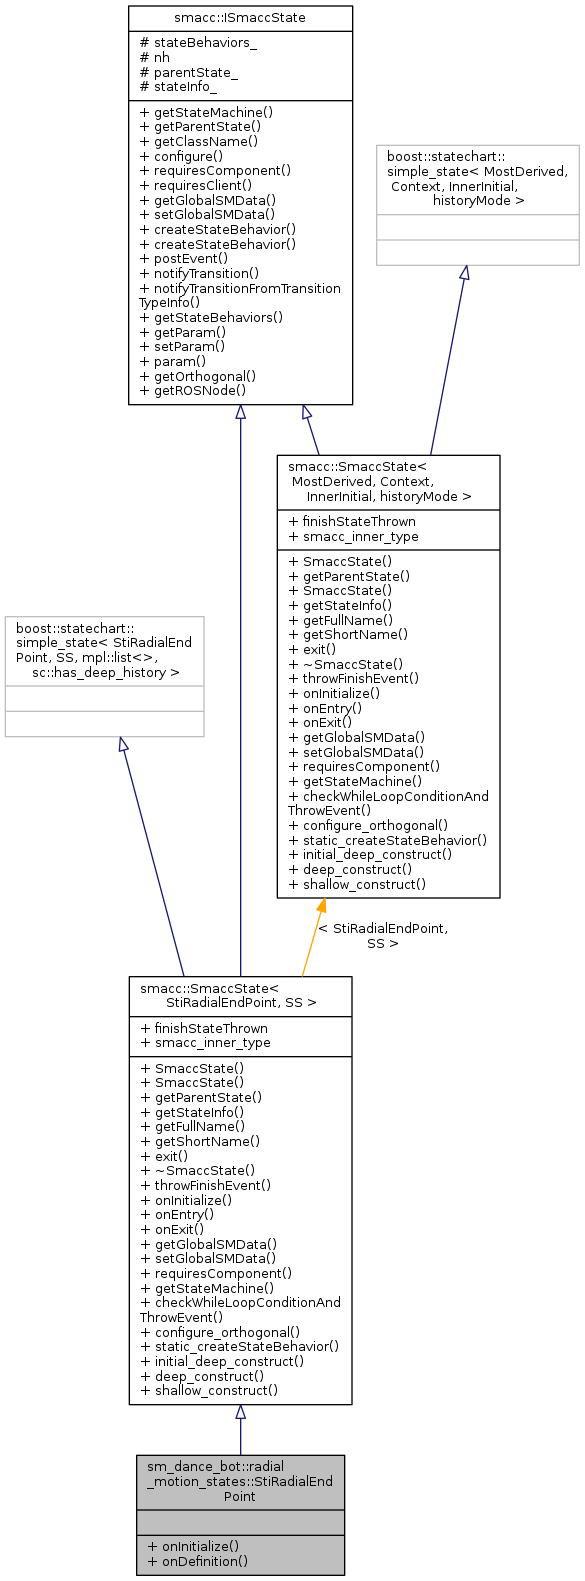 smacc::ISmaccState
# stateBehaviors_
# nh
# parentState_
# stateInfo_
+ getStateMachine()
+ getParentState()
+ getClassName()
+ configure()
+ requiresComponent()
+ requiresClient()
+ getGlobalSMData()
+ setGlobalSMData()
+ createStateBehavior()
+ createStateBehavior()
+ postEvent()
+ notifyTransition()
+ notifyTransitionFromTransition
TypeInfo()
+ getStateBehaviors()
+ getParam()
+ setParam()
+ param()
+ getOrthogonal()
+ getROSNode()
boost::statechart::
simple_state< MostDerived,
Context, InnerInitial,
historyMode >
smacc::SmaccState<
MostDerived, Context,
InnerInitial, historyMode >
+ finishStateThrown
+ smacc_inner_type
+ SmaccState()
+ getParentState()
+ SmaccState()
+ getStateInfo()
+ getFullName()
+ getShortName()
+ exit()
+ ~SmaccState()
+ throwFinishEvent()
+ onInitialize()
+ onEntry()
+ onExit()
+ getGlobalSMData()
+ setGlobalSMData()
+ requiresComponent()
+ getStateMachine()
+ checkWhileLoopConditionAnd
ThrowEvent()
+ configure_orthogonal()
+ static_createStateBehavior()
+ initial_deep_construct()
+ deep_construct()
+ shallow_construct()
boost::statechart::
simple_state< StiRadialEnd
Point, SS, mpl::list<>,
sc::has_deep_history >
< StiRadialEndPoint,
SS >
smacc::SmaccState<
StiRadialEndPoint, SS >
+ finishStateThrown
+ smacc_inner_type
+ SmaccState()
+ SmaccState()
+ getParentState()
+ getStateInfo()
+ getFullName()
+ getShortName()
+ exit()
+ ~SmaccState()
+ throwFinishEvent()
+ onInitialize()
+ onEntry()
+ onExit()
+ getGlobalSMData()
+ setGlobalSMData()
+ requiresComponent()
+ getStateMachine()
+ checkWhileLoopConditionAnd
ThrowEvent()
+ configure_orthogonal()
+ static_createStateBehavior()
+ initial_deep_construct()
+ deep_construct()
+ shallow_construct()
sm_dance_bot::radial
_motion_states::StiRadialEnd
Point
+ onInitialize()
+ onDefinition()